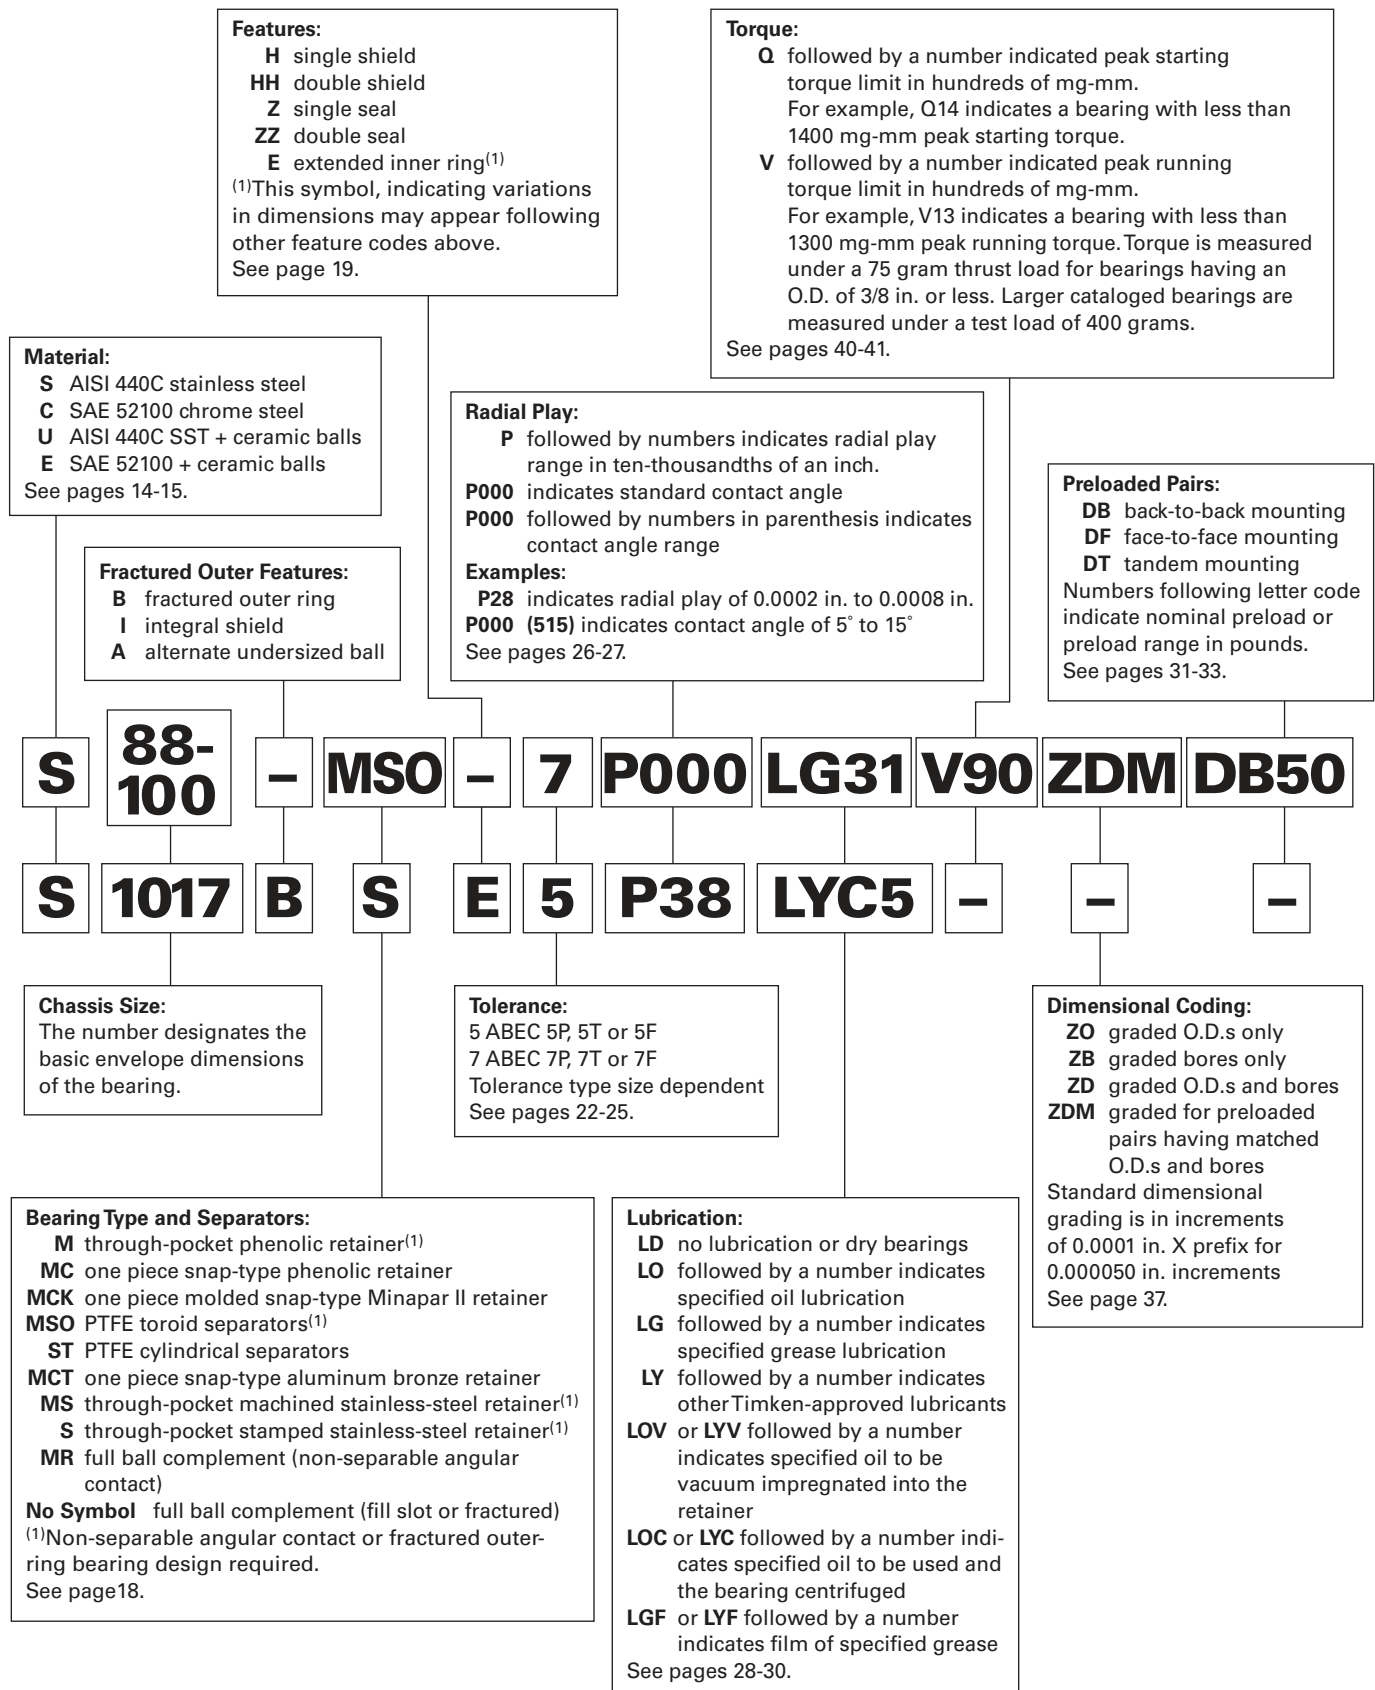 Features:
H single shield
HH double shield
Z single seal
ZZ double seal
E extended inner ring(1)
(1)This symbol, indicating variations
in dimensions may appear following
other feature codes above.
See page 19.
Torque:
Q followed by a number indicated peak starting
torque limit in hundreds of mg-mm.
For example, Q14 indicates a bearing with less than
1400 mg-mm peak starting torque.
V followed by a number indicated peak running
torque limit in hundreds of mg-mm.
For example, V13 indicates a bearing with less than
1300 mg-mm peak running torque. Torque is measured
under a 75 gram thrust load for bearings having an
O.D. of 3/8 in. or less. Larger cataloged bearings are
measured under a test load of 400 grams.
See pages 40-41.
Material:
S AISI 440C stainless steel
C SAE 52100 chrome steel
U AISI 440C SST + ceramic balls
E SAE 52100 + ceramic balls
See pages 14-15.
Radial Play:
P followed by numbers indicates radial play
range in ten-thousandths of an inch.
P000 indicates standard contact angle
P000 followed by numbers in parenthesis indicates
contact angle range
Examples:
P28 indicates radial play of 0.0002 in. to 0.0008 in.
P000 (515) indicates contact angle of 5° to 15°
See pages 26-27.
Preloaded Pairs:
DB back-to-back mounting
DF face-to-face mounting
DT tandem mounting
Numbers following letter code
indicate nominal preload or
preload range in pounds.
See pages 31-33.
Fractured Outer Features:
B fractured outer ring
I integral shield
A alternate undersized ball
S 88- – MSO – 7 P000 LG31 V90 ZDM DB50
100
S 1017 B S E 5 P38 LYC5 – – –
Chassis Size:
The number designates the
basic envelope dimensions
of the bearing.
Tolerance:
5 ABEC 5P, 5T or 5F
7 ABEC 7P, 7T or 7F
Tolerance type size dependent
See pages 22-25.
Dimensional Coding:
ZO graded O.D.s only
ZB graded bores only
ZD graded O.D.s and bores
ZDM graded for preloaded
pairs having matched
O.D.s and bores
Standard dimensional
grading is in increments
of 0.0001 in. X prefix for
0.000050 in. increments
See page 37.
Bearing Type and Separators:
M through-pocket phenolic retainer(1)
MC one piece snap-type phenolic retainer
MCK one piece molded snap-type Minapar II retainer
MSO PTFE toroid separators(1)
ST PTFE cylindrical separators
MCT one piece snap-type aluminum bronze retainer
MS through-pocket machined stainless-steel retainer(1)
S through-pocket stamped stainless-steel retainer(1)
MR full ball complement (non-separable angular
contact)
No Symbol full ball complement (fill slot or fractured)
(1)Non-separable angular contact or fractured outer-
ring bearing design required.
See page18.
Lubrication:
LD no lubrication or dry bearings
LO followed by a number indicates
specified oil lubrication
LG followed by a number indicates
specified grease lubrication
LY followed by a number indicates
other Timken-approved lubricants
LOV or LYV followed by a number
indicates specified oil to be
vacuum impregnated into the
retainer
LOC or LYC followed by a number indi-
cates specified oil to be used and
the bearing centrifuged
LGF or LYF followed by a number
indicates film of specified grease
See pages 28-30.